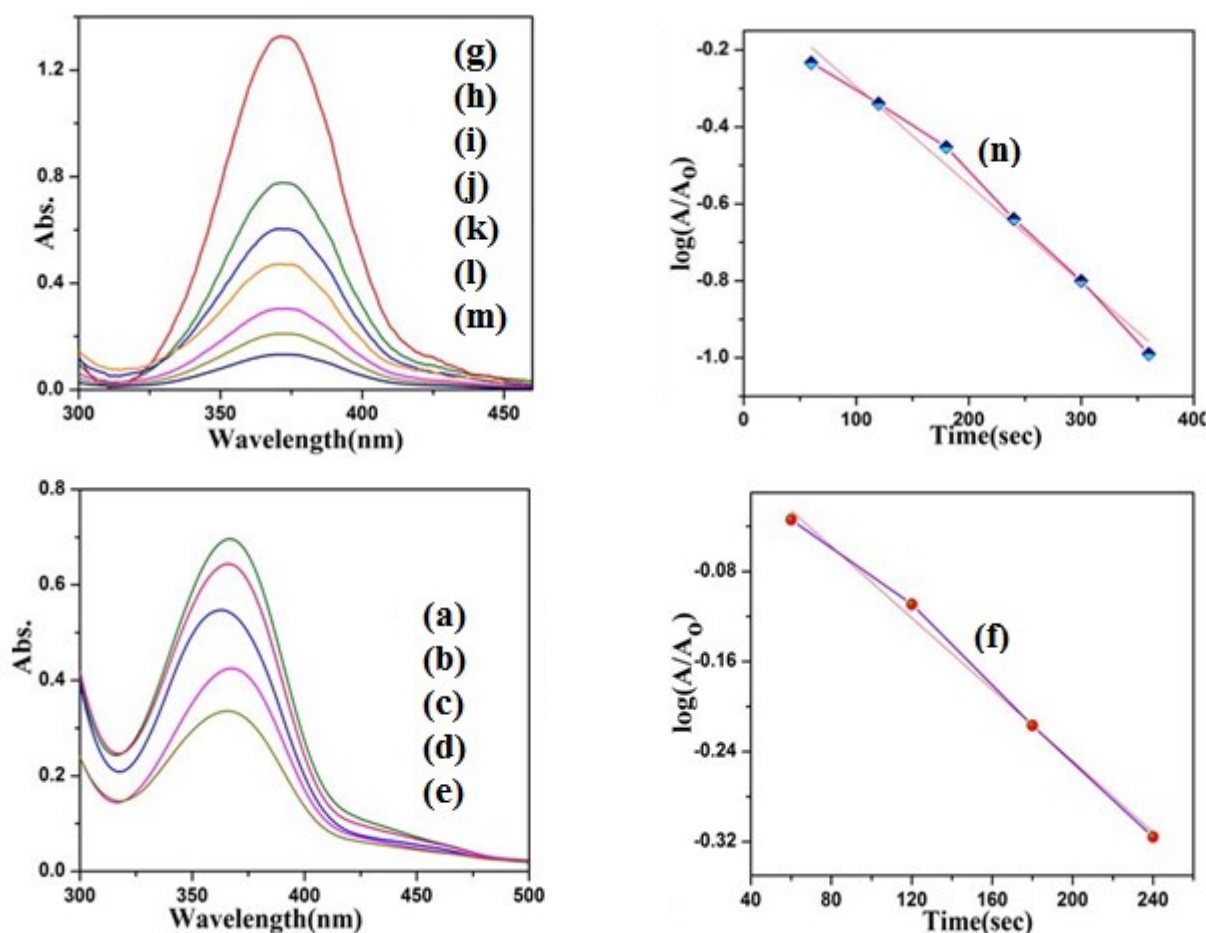 Abs.
1.2
0.8
0.4
0.0
300
350
400
450
Wavelength(nm)
(g)
(h)
(i)
(j)
(k)
(l)
(m)
log(A/A0)
-0.2
-0.4
-0.6
-0.8
-1.0
0
100
200
300
400
Time(sec)
(n)
Abs.
0.8
0.6
0.4
0.2
0.0
300
350
400
450
500
Wavelength(nm)
(a)
(b)
(c)
(d)
(e)
log(A/A0)
-0.08
-0.16
-0.24
-0.32
40
80
120
160
200
240
Time(sec)
(f)